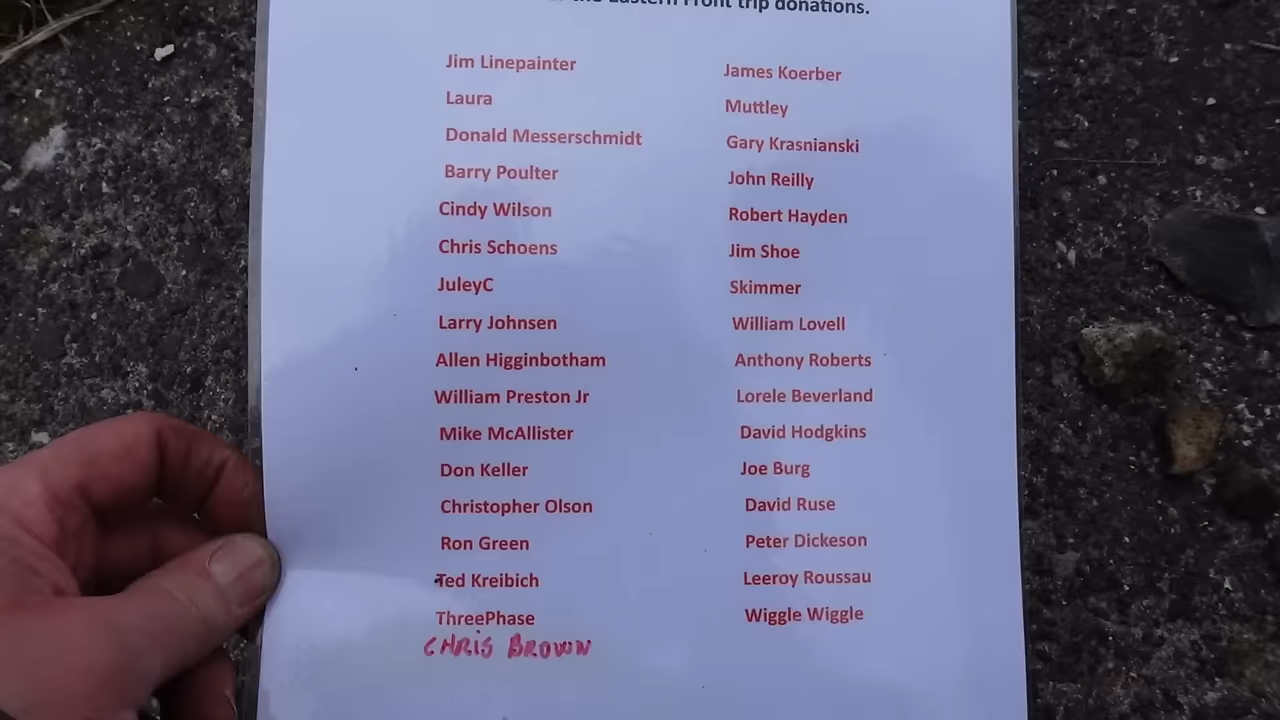 the Eastern Front trip donations.
Jim Linepainter
Laura
Donald Messerschmidt
Barry Poulter
Cindy Wilson
Chris Schoens
JuleyC
Larry Johnsen
Allen Higginbotham
William Preston Jr
Mike McAllister
Don Keller
Christopher Olson
Ron Green
Ted Kreibich
ThreePhase
CHRIS BROWN
James Koerber
Muttley
Gary Krasnianski
John Reilly
Robert Hayden
Jim Shoe
Skimmer
William Lovell
Anthony Roberts
Lorele Beverland
David Hodgkins
Joe Burg
David Ruse
Peter Dickeson
Leeroy Roussau
Wiggle Wiggle